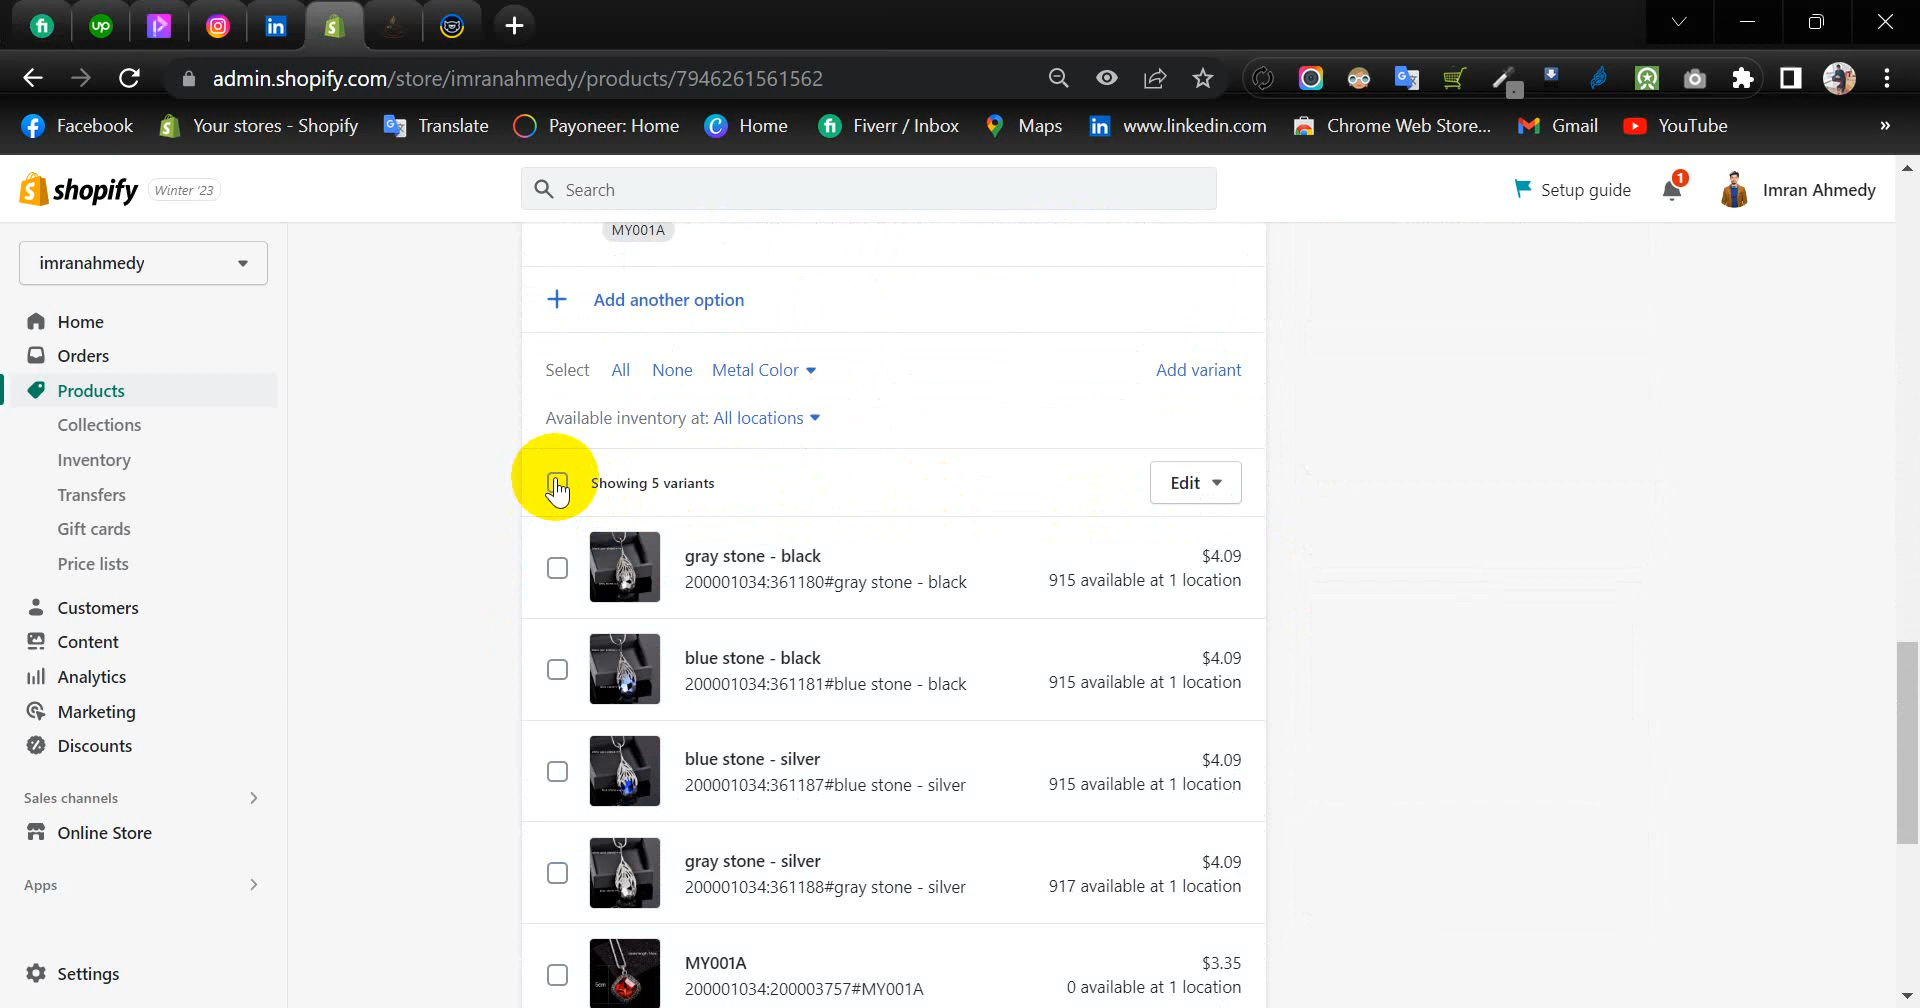 admin.shopify.com/store/imranahmedy/products/7946261561562
Facebook Your stores - Shopify Translate Payoneer: Home Home Fiverr / Inbox Maps www.linkedin.com Chrome Web Store... Gmail YouTube »
shopify Winter '23 Search Setup guide 1 Imran Ahmedy
imranahmedy
Home
Orders
Products
Collections
Inventory
Transfers
Gift cards
Price lists
Customers
Content
Analytics
Marketing
Discounts
Sales channels
Online Store
Apps
Settings
MY001A
Add another option
Select All None Metal Color Add variant
Available inventory at: All locations
Showing 5 variants Edit
gray stone - black $4.09
200001034:361180#gray stone - black 915 available at 1 location
blue stone - black $4.09
200001034:361181#blue stone - black 915 available at 1 location
blue stone - silver $4.09
200001034:361187#blue stone - silver 915 available at 1 location
gray stone - silver $4.09
200001034:361188#gray stone - silver 917 available at 1 location
MY001A $3.35
200001034:200003757#MY001A 0 available at 1 location